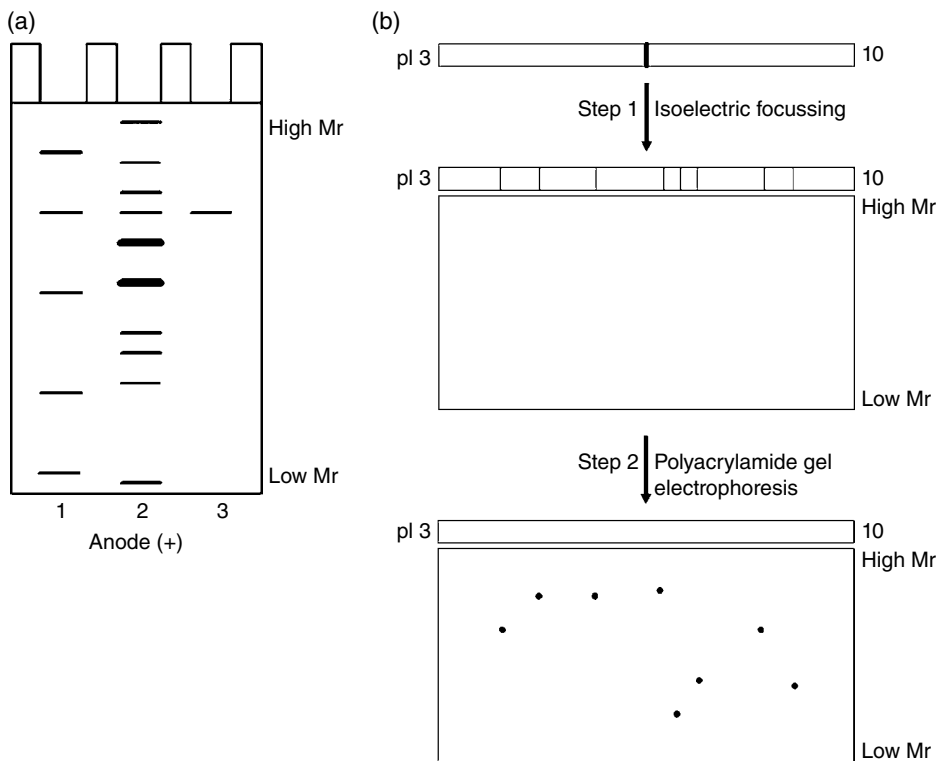 (a)
High Mr
Low Mr
1 2 3
Anode (+)
(b)
pI 3 10
Step 1 Isoelectric focussing
pI 3 10
High Mr
Low Mr
Step 2 Polyacrylamide gel
electrophoresis
pI 3 10
High Mr
Low Mr